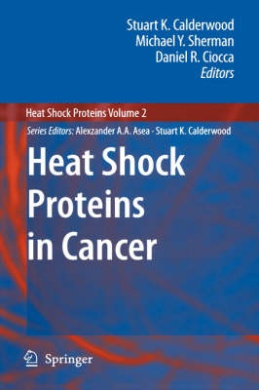 Stuart K. Calderwood
Michael Y. Sherman
Daniel R. Ciocca
Editors
Heat Shock Proteins Volume 2
Series Editors: Alexzander A.A. Asea · Stuart K. Calderwood
Heat Shock
Proteins
in Cancer
Springer